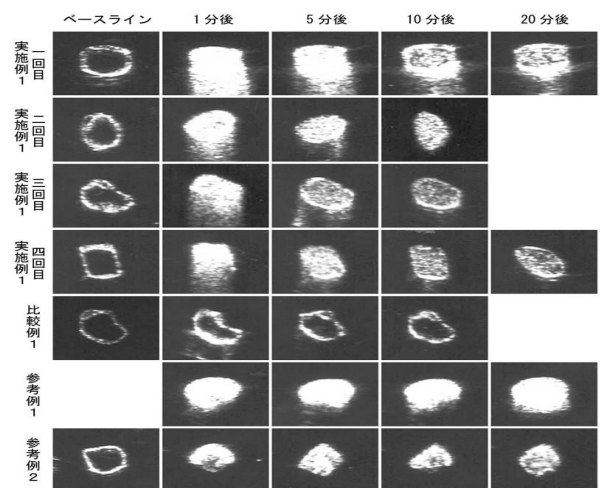 ベースライン 1分後 5分後 10分後 20分後
実施例1 一回目
実施例1 二回目
実施例1 三回目
実施例1 四回目
比較例1
参考例1
参考例2